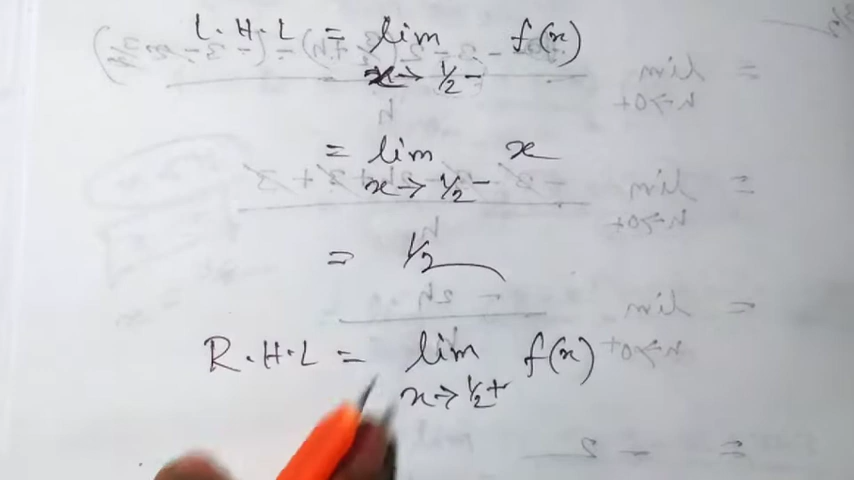 L.H.L = lim f(x)
x→ 1/2 -
= lim x
x→ 1/2 -
= 1/2
R.H.L = lim f(x)
x→ 1/2 +